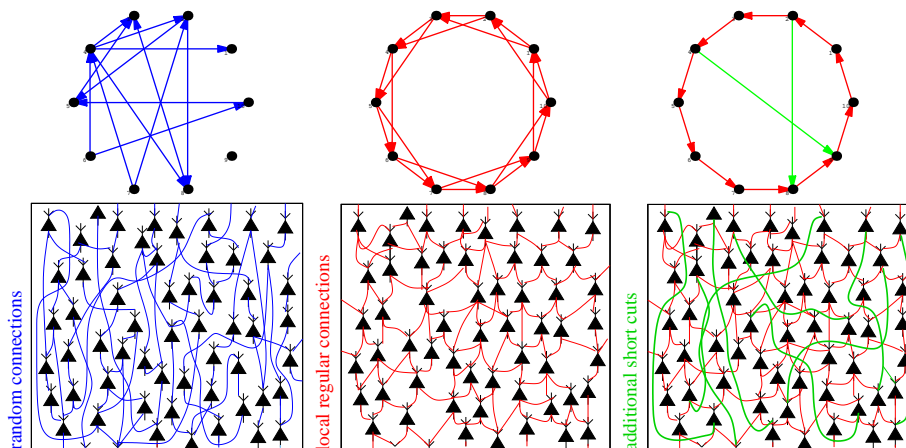 random connections
local regular connections
additional short cuts